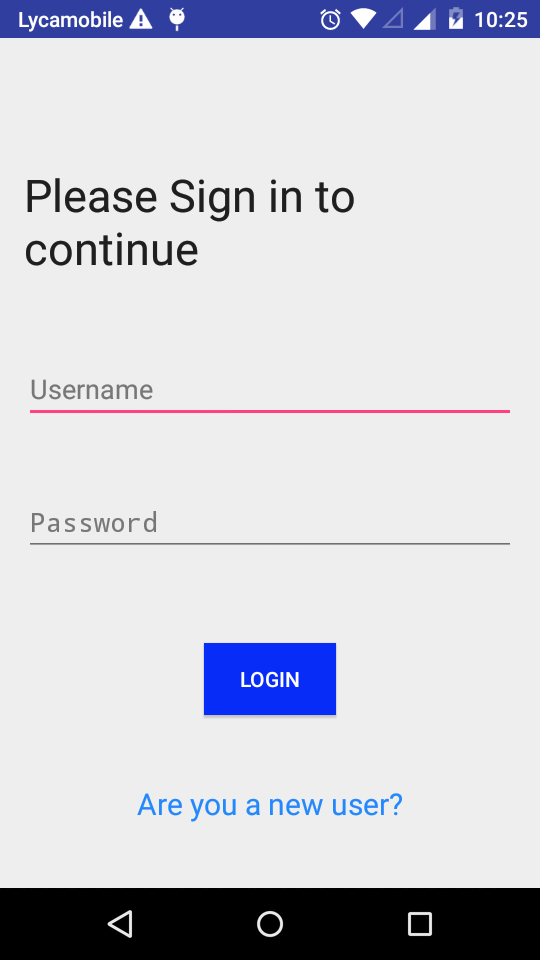 Lycamobile 10:25
Please Sign in to
continue
Username
Password
LOGIN
Are you a new user?